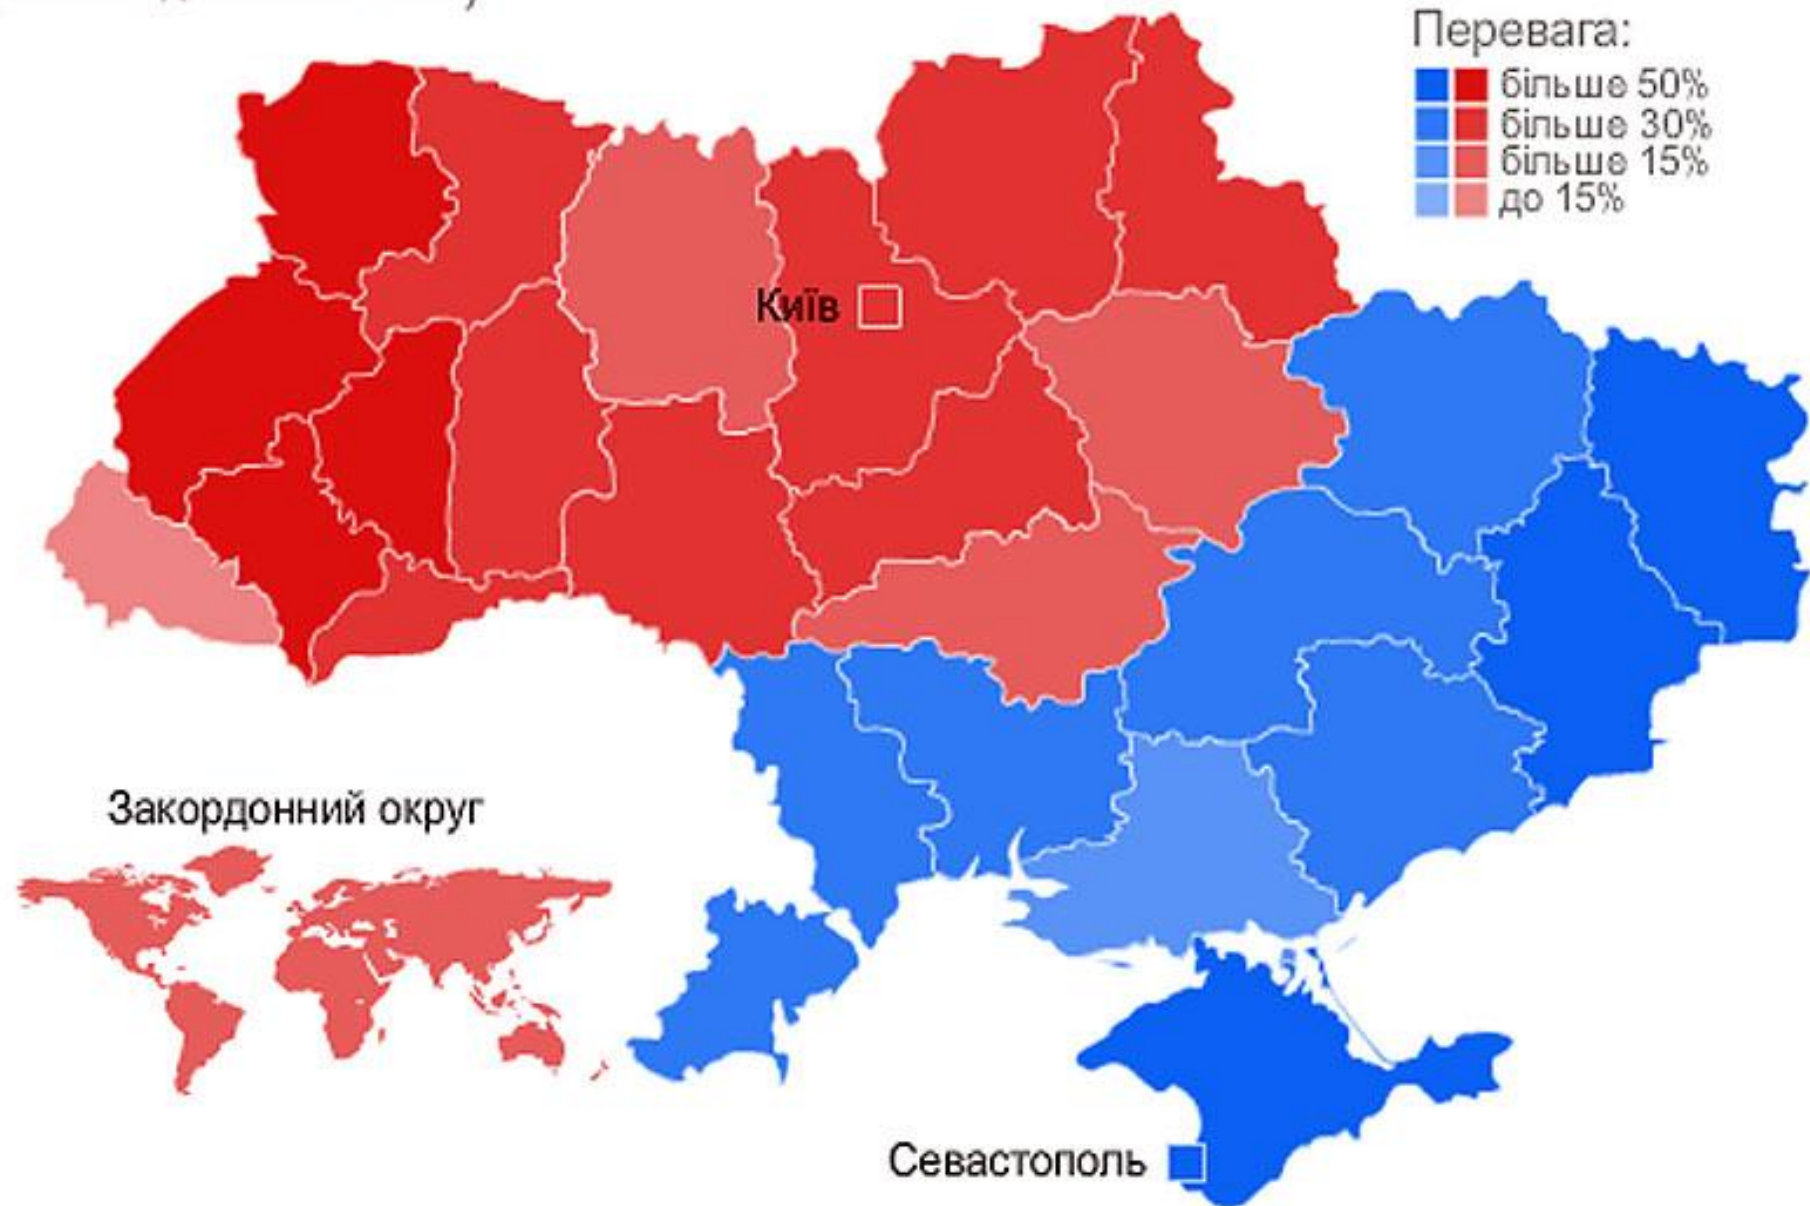 Перевага:
більше 50%
більше 30%
більше 15%
до 15%
Київ
Закордонний округ
Севастополь